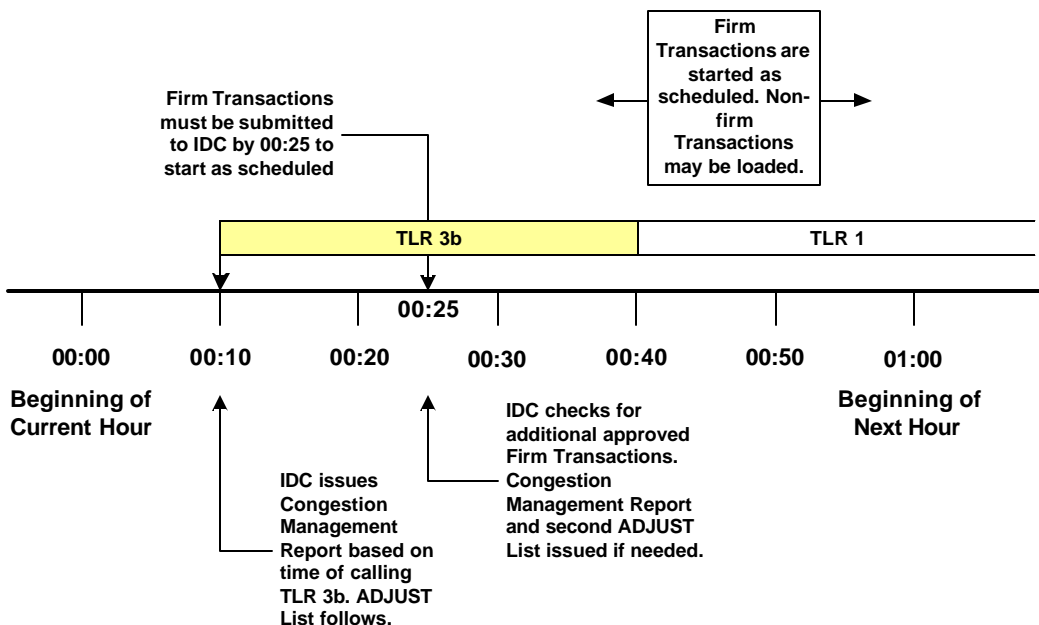 Firm
Transactions are
started as
scheduled. Non-
firm
Transactions
may be loaded.
Firm Transactions
must be submitted
to IDC by 00:25 to
start as scheduled
TLR 3b
TLR 1
00:25
00:00
00:10
00:20
00:30
00:40
00:50
01:00
Beginning of
Current Hour
Beginning of
Next Hour
IDC issues
Congestion
Management
Report based on
time of calling
TLR 3b. ADJUST
List follows.
IDC checks for
additional approved
Firm Transactions.
Congestion
Management Report
and second ADJUST
List issued if needed.